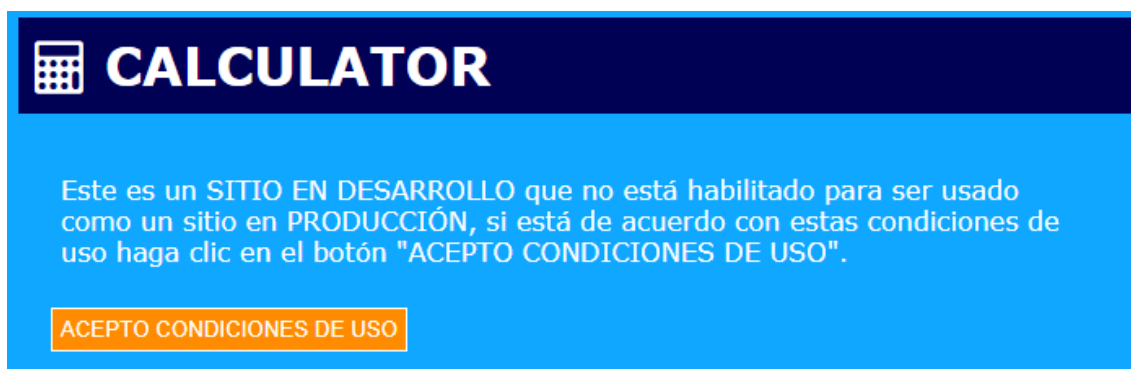 CALCULATOR
Este es un SITIO EN DESARROLLO que no está habilitado para ser usado
como un sitio en PRODUCCIÓN, si está de acuerdo con estas condiciones de
uso haga clic en el botón "ACEPTO CONDICIONES DE USO".
ACEPTO CONDICIONES DE USO